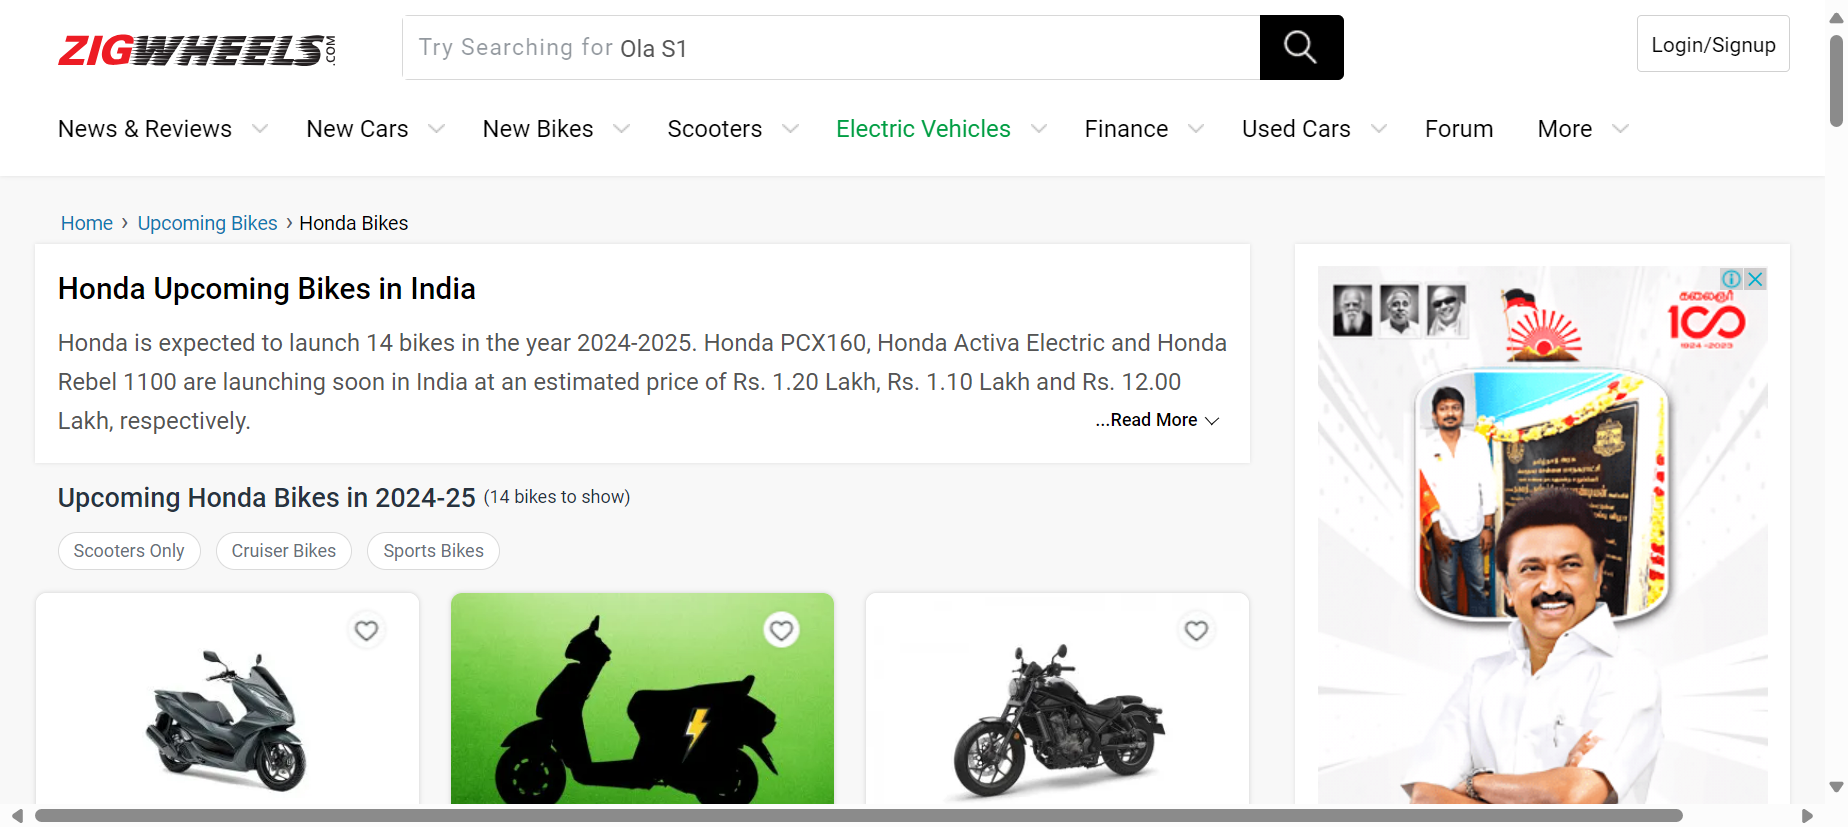 ZIGWHEELS.COM
Try Searching for Ola S1
Login/Signup
News & Reviews
New Cars
New Bikes
Scooters
Electric Vehicles
Finance
Used Cars
Forum
More
Home › Upcoming Bikes › Honda Bikes
Honda Upcoming Bikes in India
Honda is expected to launch 14 bikes in the year 2024-2025. Honda PCX160, Honda Activa Electric and Honda
Rebel 1100 are launching soon in India at an estimated price of Rs. 1.20 Lakh, Rs. 1.10 Lakh and Rs. 12.00
Lakh, respectively.
...Read More
Upcoming Honda Bikes in 2024-25 (14 bikes to show)
Scooters Only
Cruiser Bikes
Sports Bikes
கலைஞர்
100
1924-2023